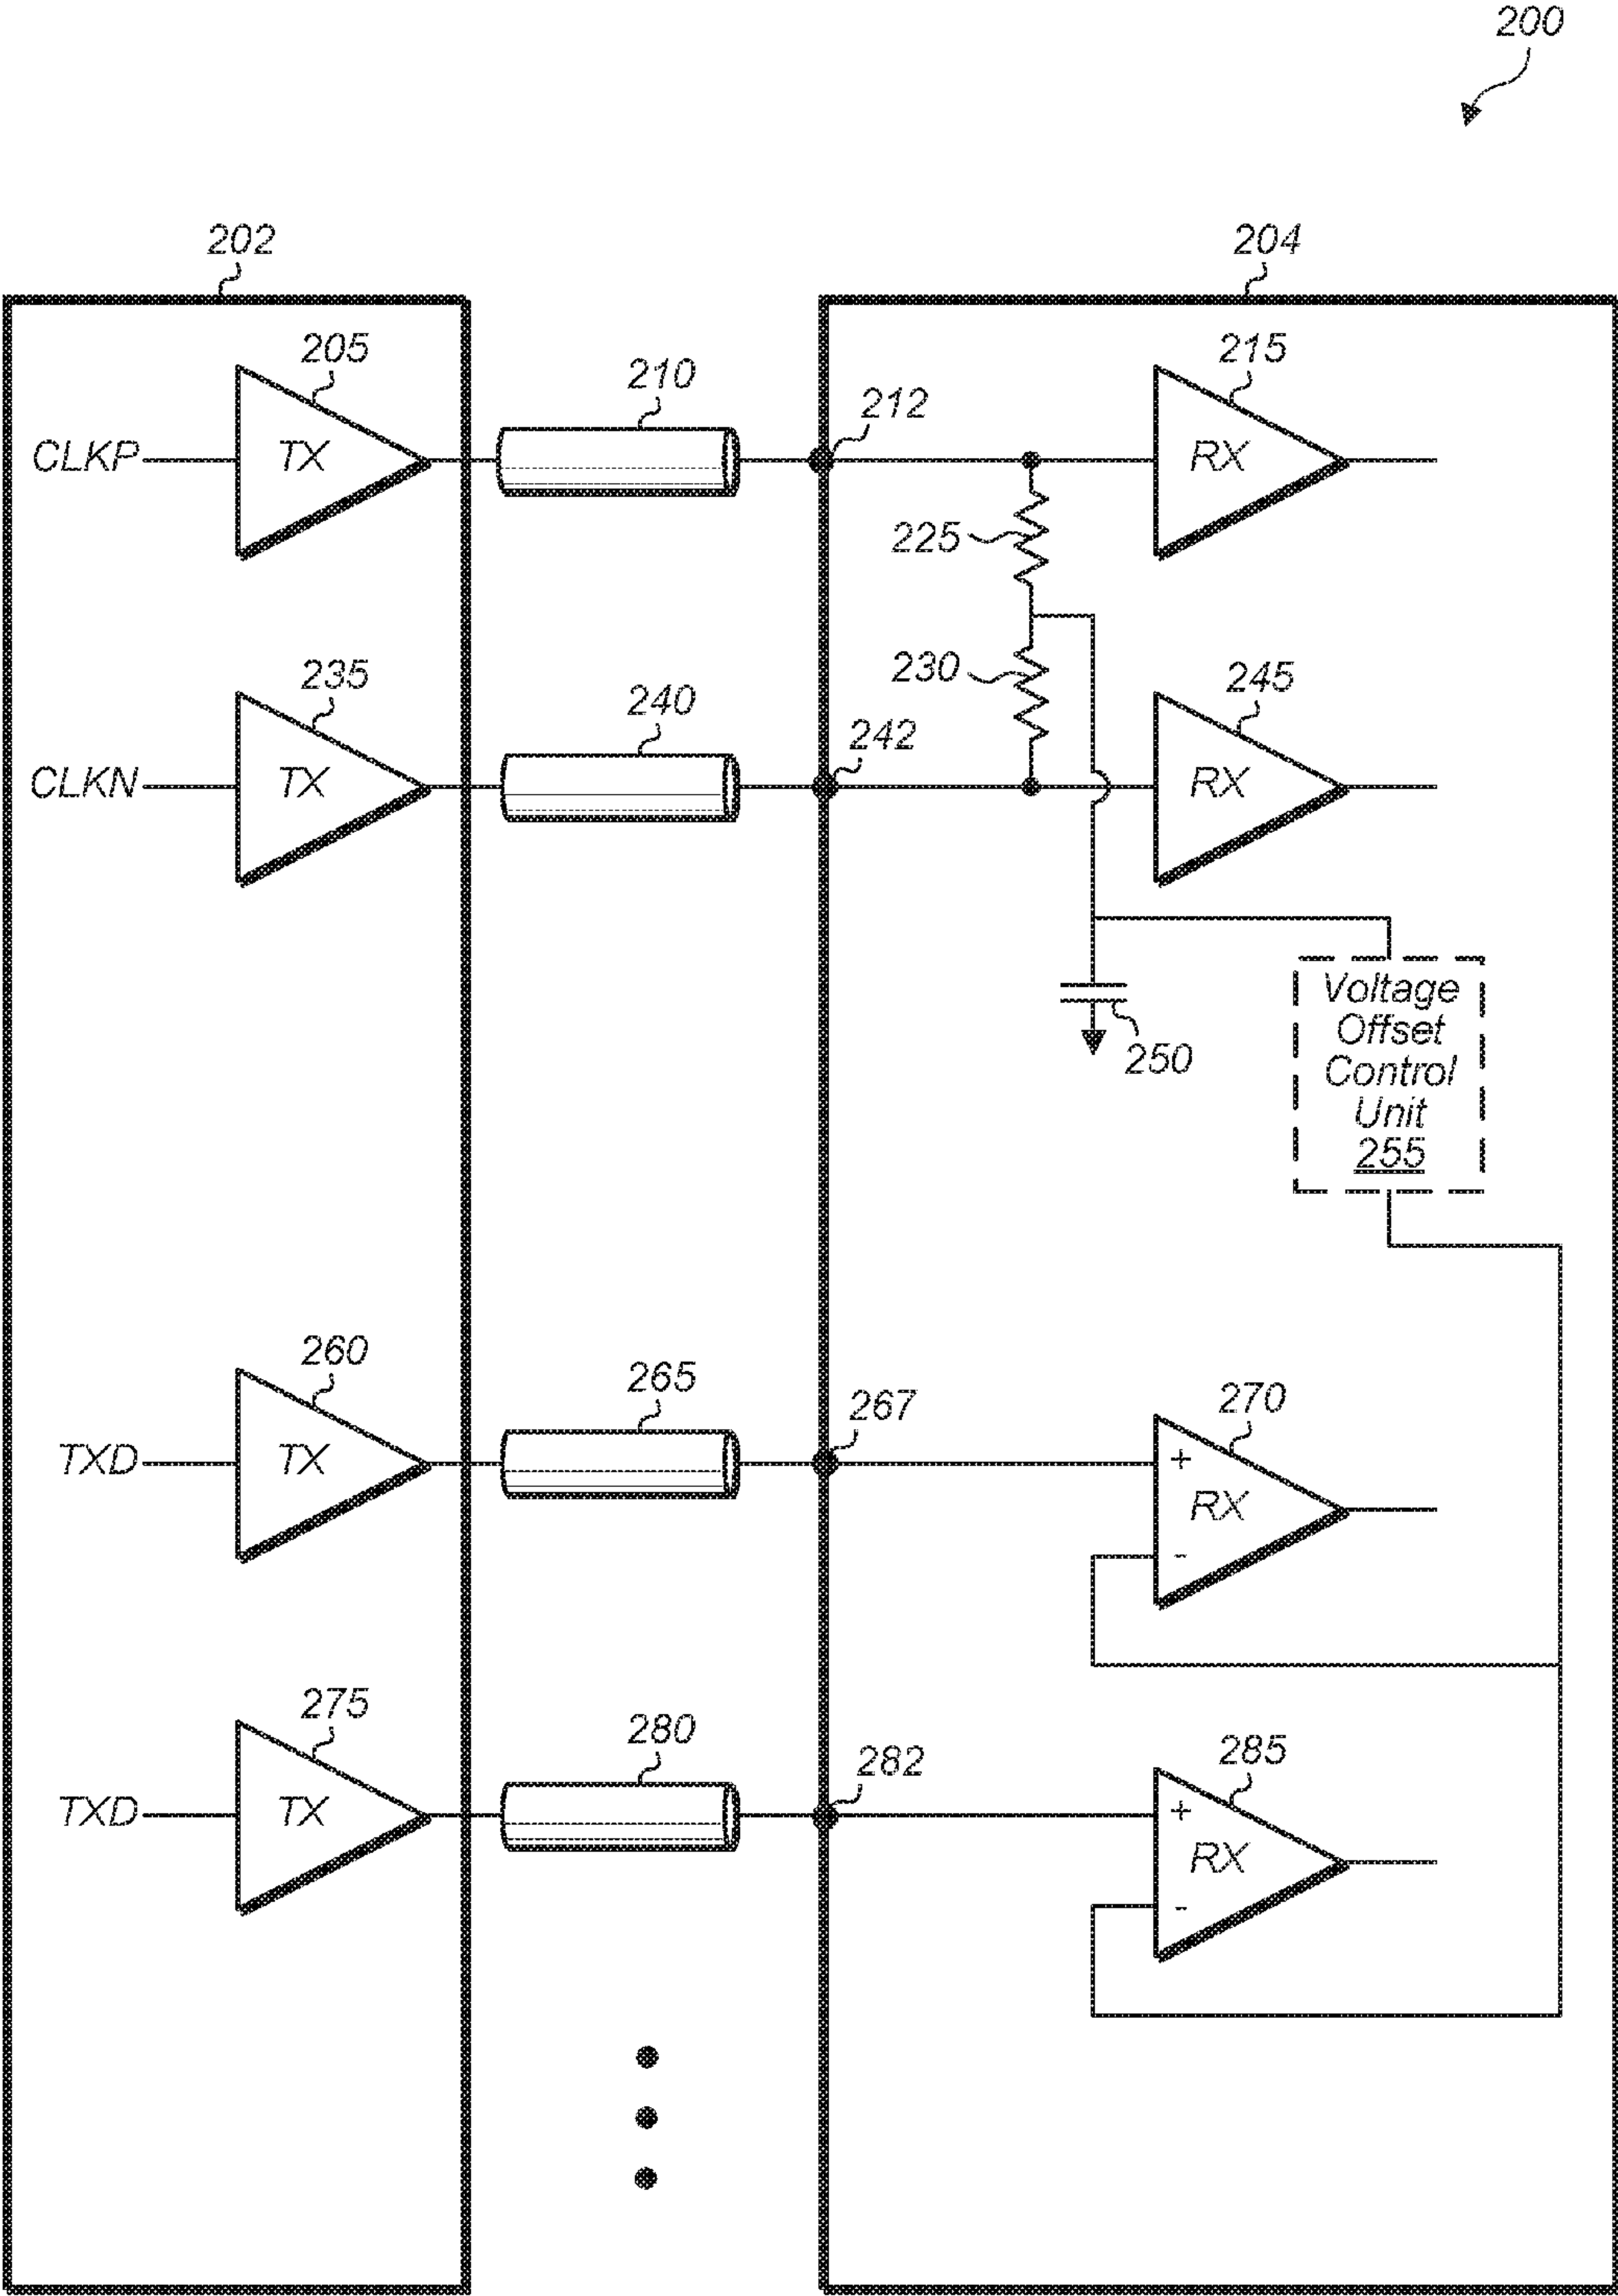 200
202
204
205
210
212
215
CLKP
TX
RX
225
230
235
240
242
245
CLKN
TX
RX
Voltage
Offset
Control
Unit
255
250
260
265
267
270
TXD
TX
+
RX
-
275
280
282
285
TXD
TX
+
RX
-